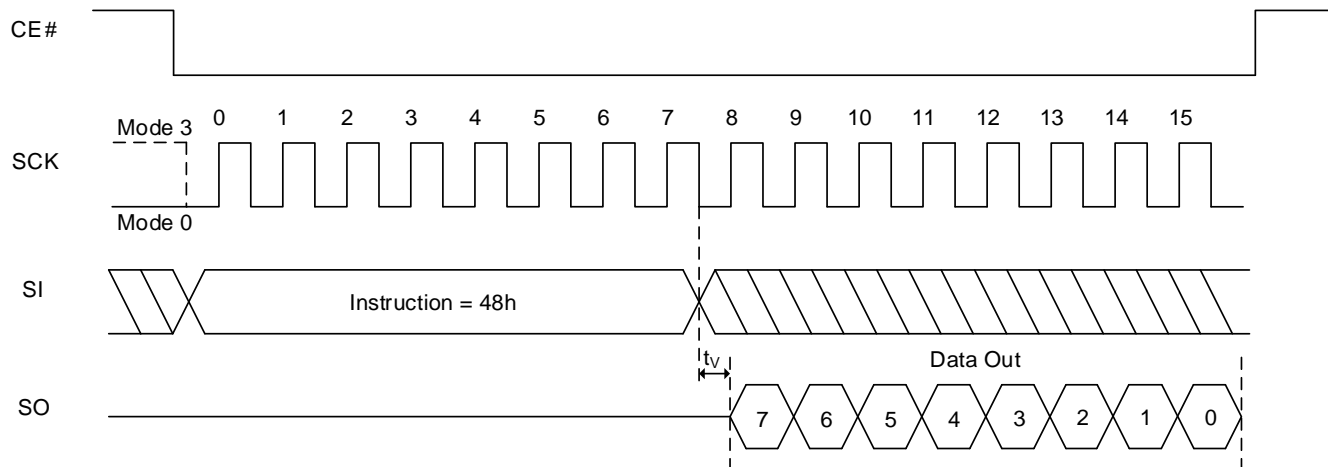 CE#
Mode 3
0 1 2 3 4 5 6 7 8 9 10 11 12 13 14 15
SCK
Mode 0
SI
Instruction = 48h
tV
Data Out
SO
7 6 5 4 3 2 1 0